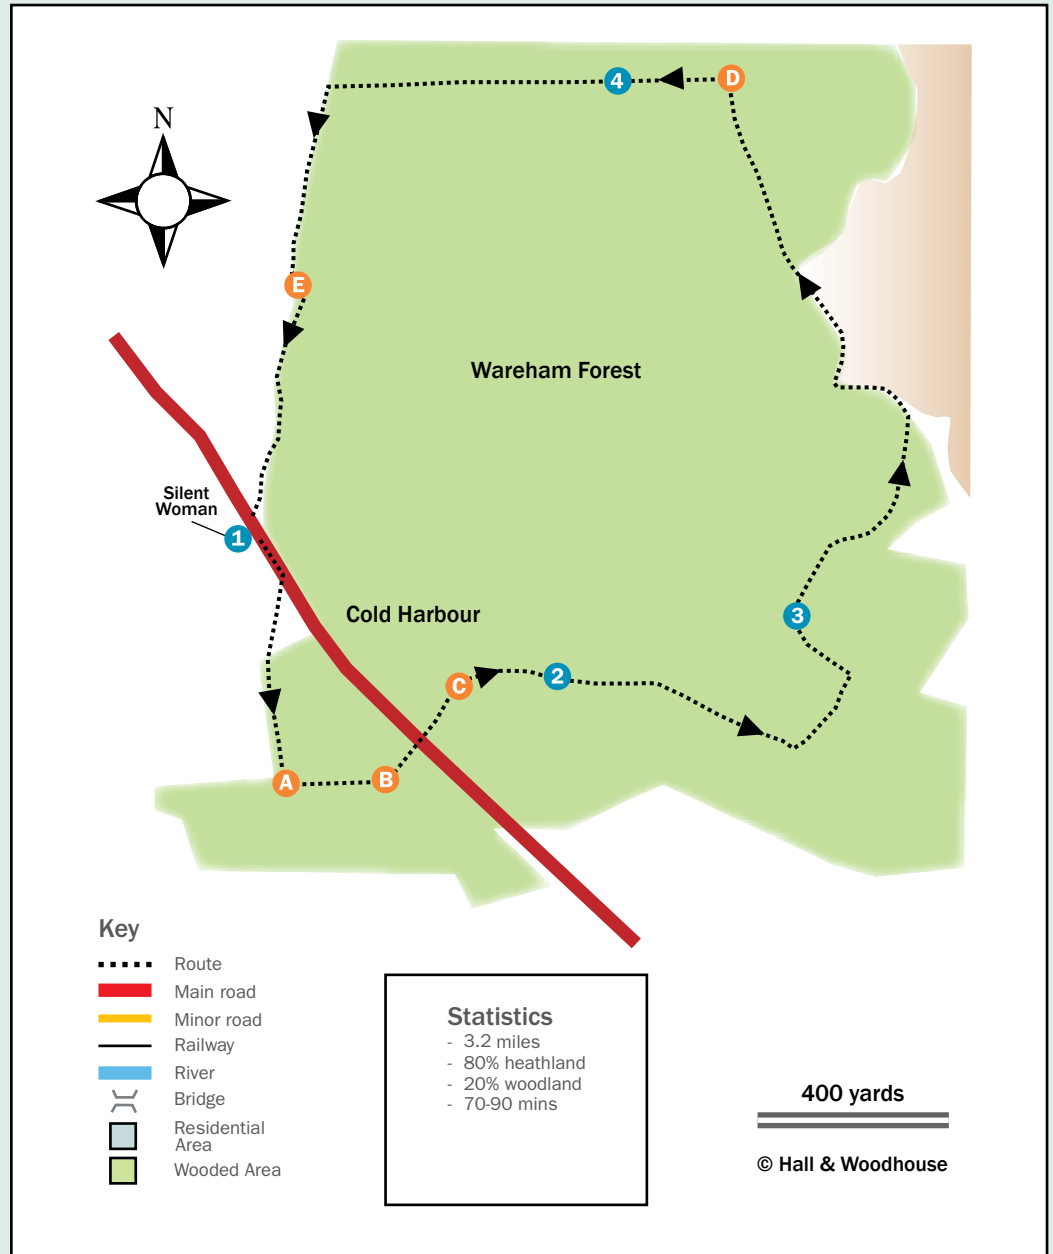 N
4
D
E
Wareham Forest
Silent
Woman
1
Cold Harbour
3
2
C
A
B
Key
Route
Main road
Minor road
Railway
River
Bridge
Residential
Area
Wooded Area
Statistics
- 3.2 miles
- 80% heathland
- 20% woodland
- 70-90 mins
400 yards
© Hall & Woodhouse